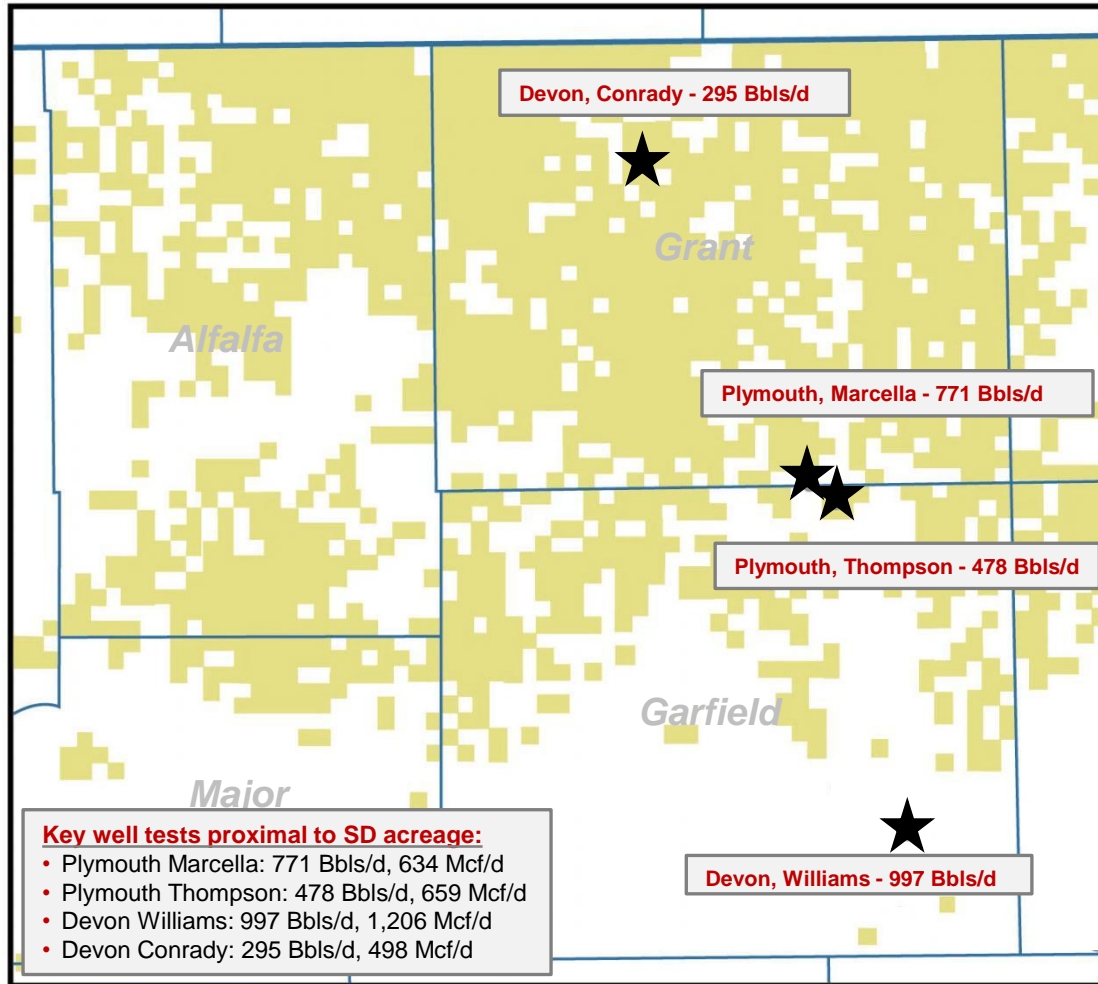 Devon, Conrady - 295 Bbls/d
Grant
Alfalfa
Plymouth, Marcella - 771 Bbls/d
Plymouth, Thompson - 478 Bbls/d
Garfield
Major
Devon, Williams - 997 Bbls/d
Key well tests proximal to SD acreage:
• Plymouth Marcella: 771 Bbls/d, 634 Mcf/d
• Plymouth Thompson: 478 Bbls/d, 659 Mcf/d
• Devon Williams: 997 Bbls/d, 1,206 Mcf/d
• Devon Conrady: 295 Bbls/d, 498 Mcf/d